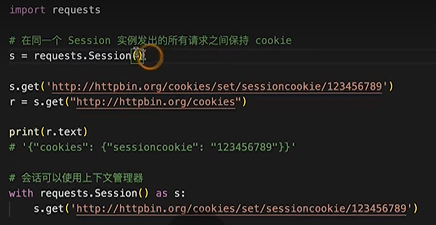 import requests
# 在同一个 Session 实例发出的所有请求之间保持 cookie
s = requests.Session()
s.get('http://httpbin.org/cookies/set/sessioncookie/123456789')
r = s.get("http://httpbin.org/cookies")
print(r.text)
# '{"cookies": {"sessioncookie": "123456789"}}'
# 会话可以使用上下文管理器
with requests.Session() as s:
s.get('http://httpbin.org/cookies/set/sessioncookie/123456789')